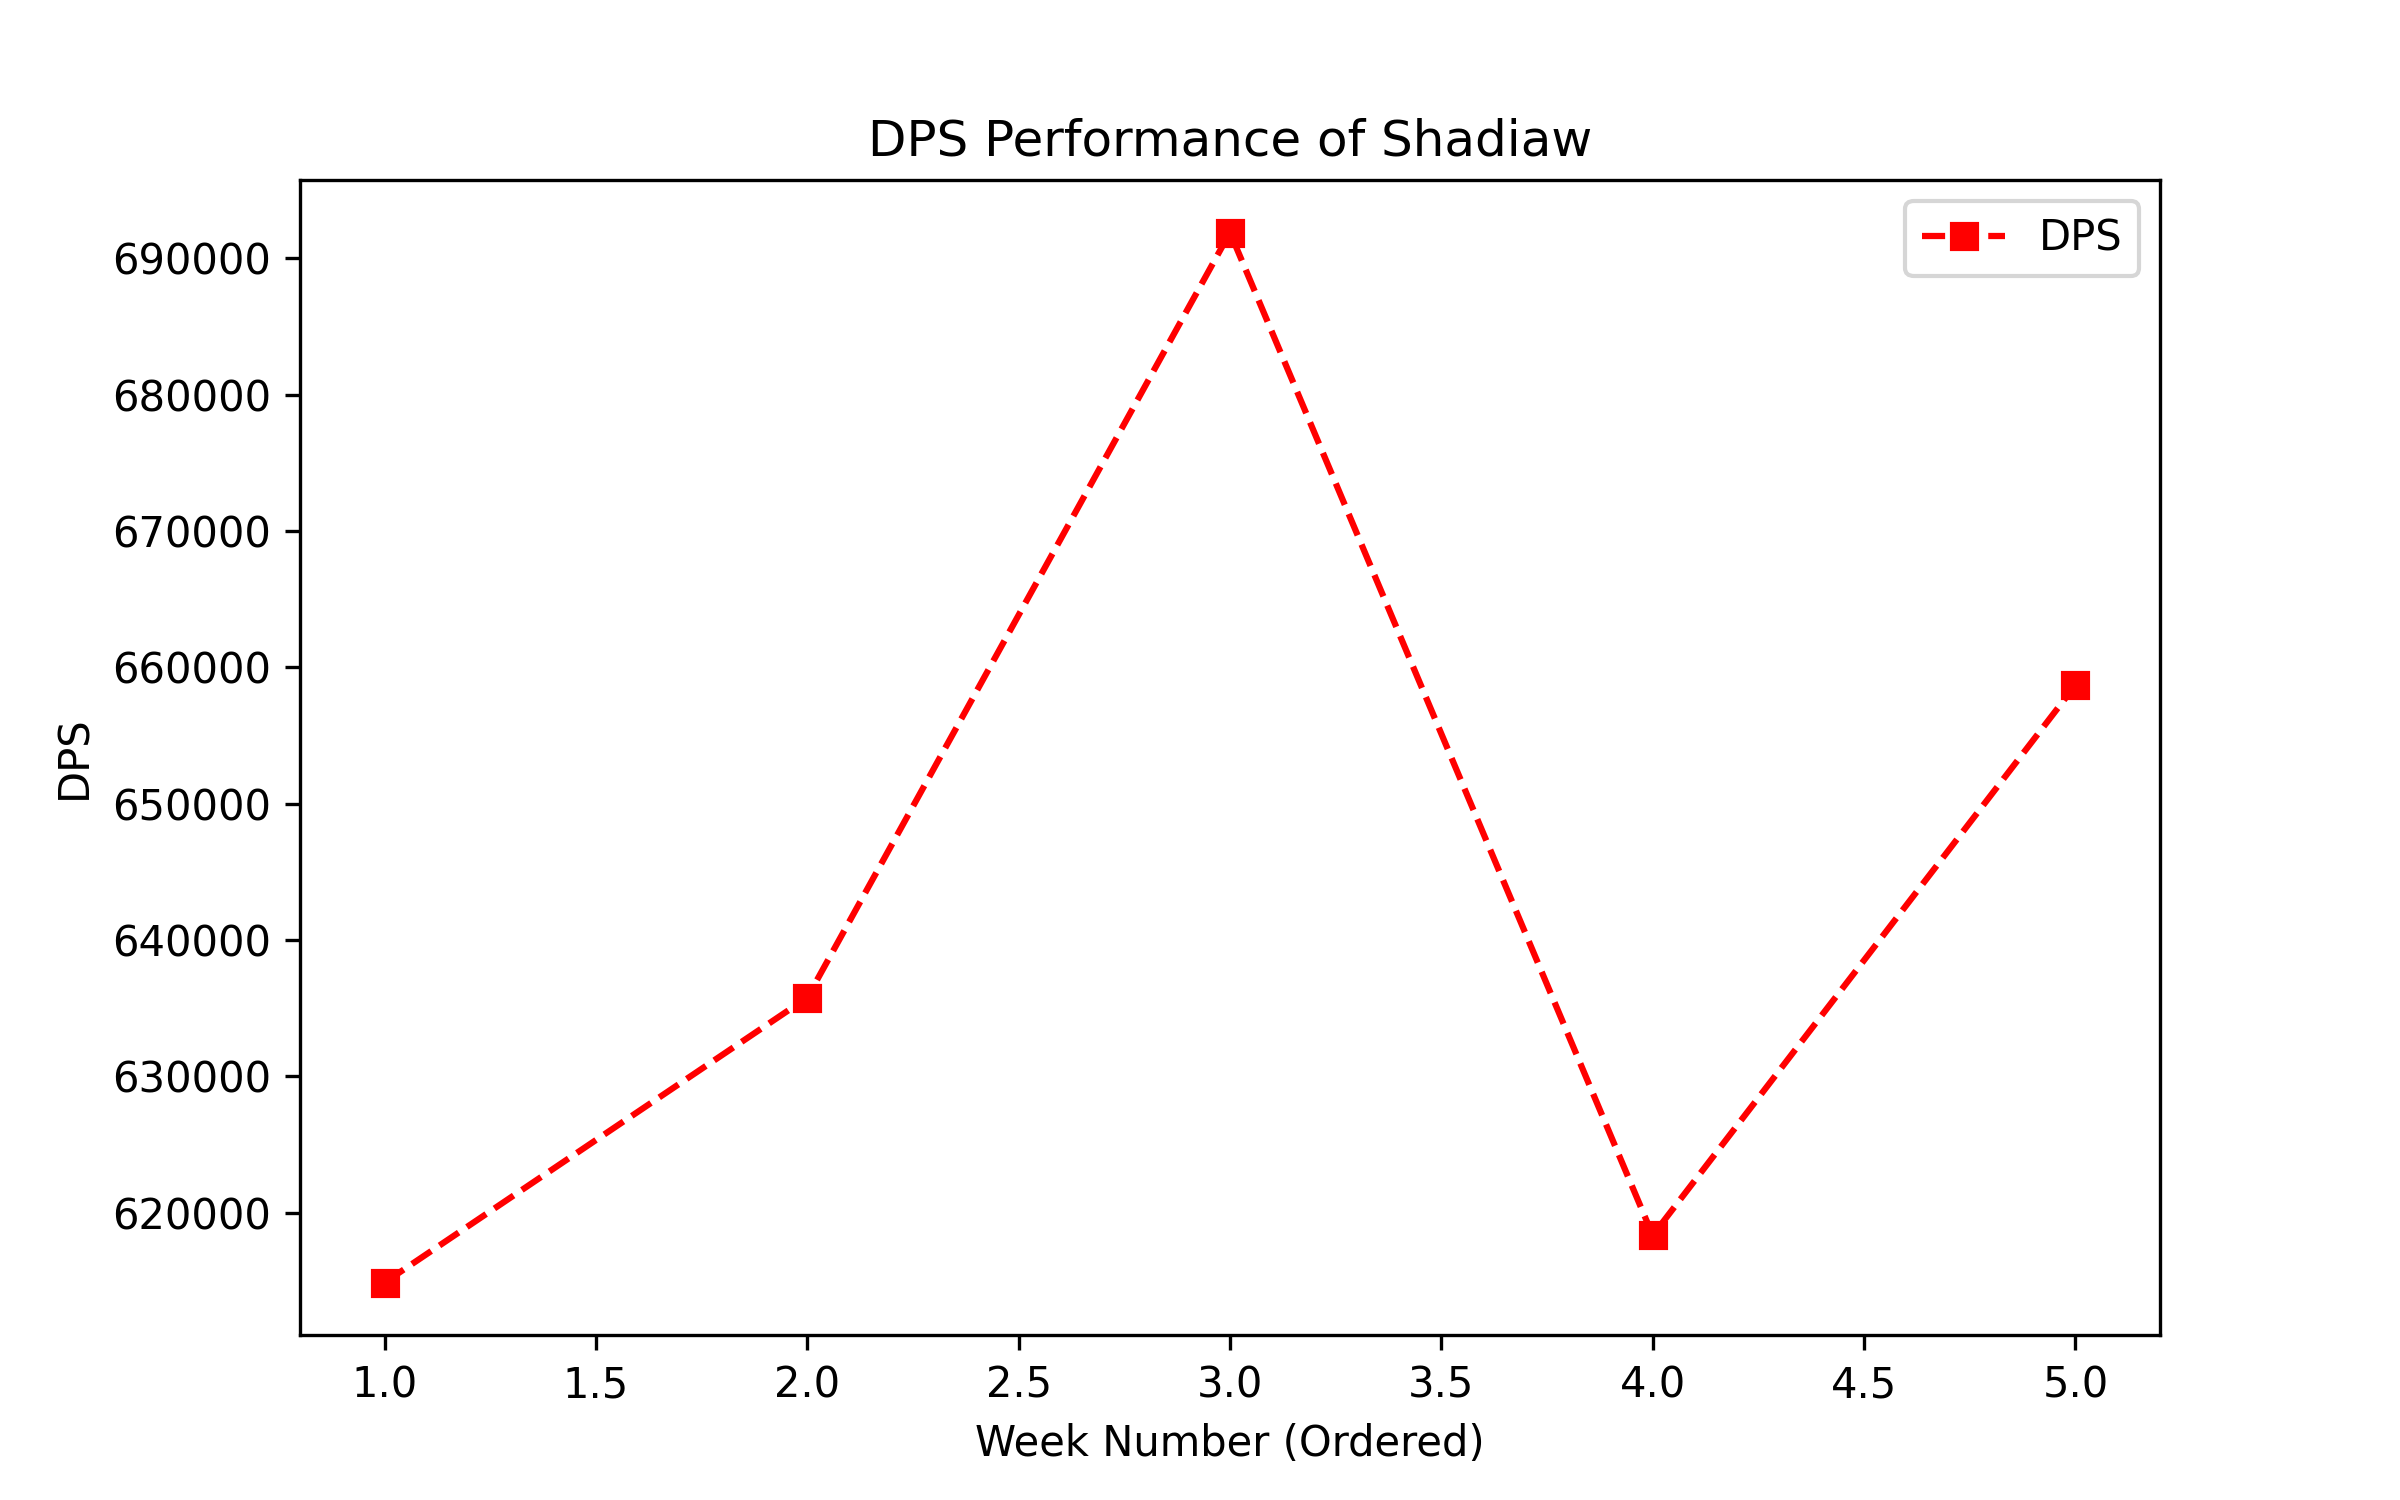 DPS Performance of Shadiaw
DPS
690000
680000
670000
660000
650000
640000
630000
620000
DPS
1.0 1.5 2.0 2.5 3.0 3.5 4.0 4.5 5.0
Week Number (Ordered)